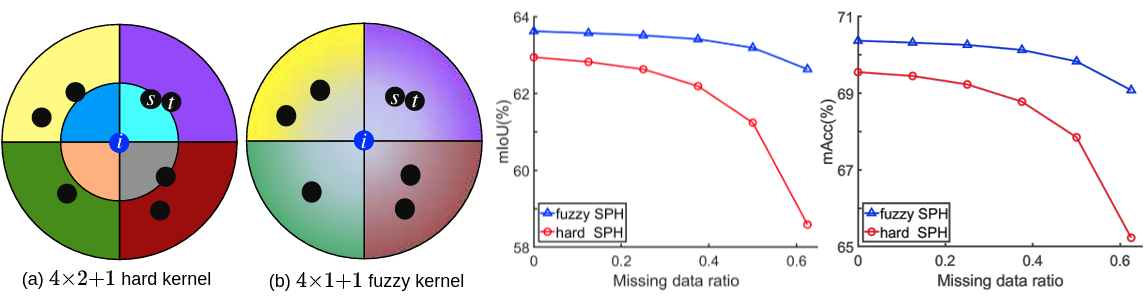 s t
i
(a) 4×2+1 hard kernel
s t
i
(b) 4×1+1 fuzzy kernel
64
62
60
58
mIoU(%)
fuzzy SPH
hard SPH
0 0.2 0.4 0.6
Missing data ratio
71
69
67
65
mAcc(%)
fuzzy SPH
hard SPH
0 0.2 0.4 0.6
Missing data ratio